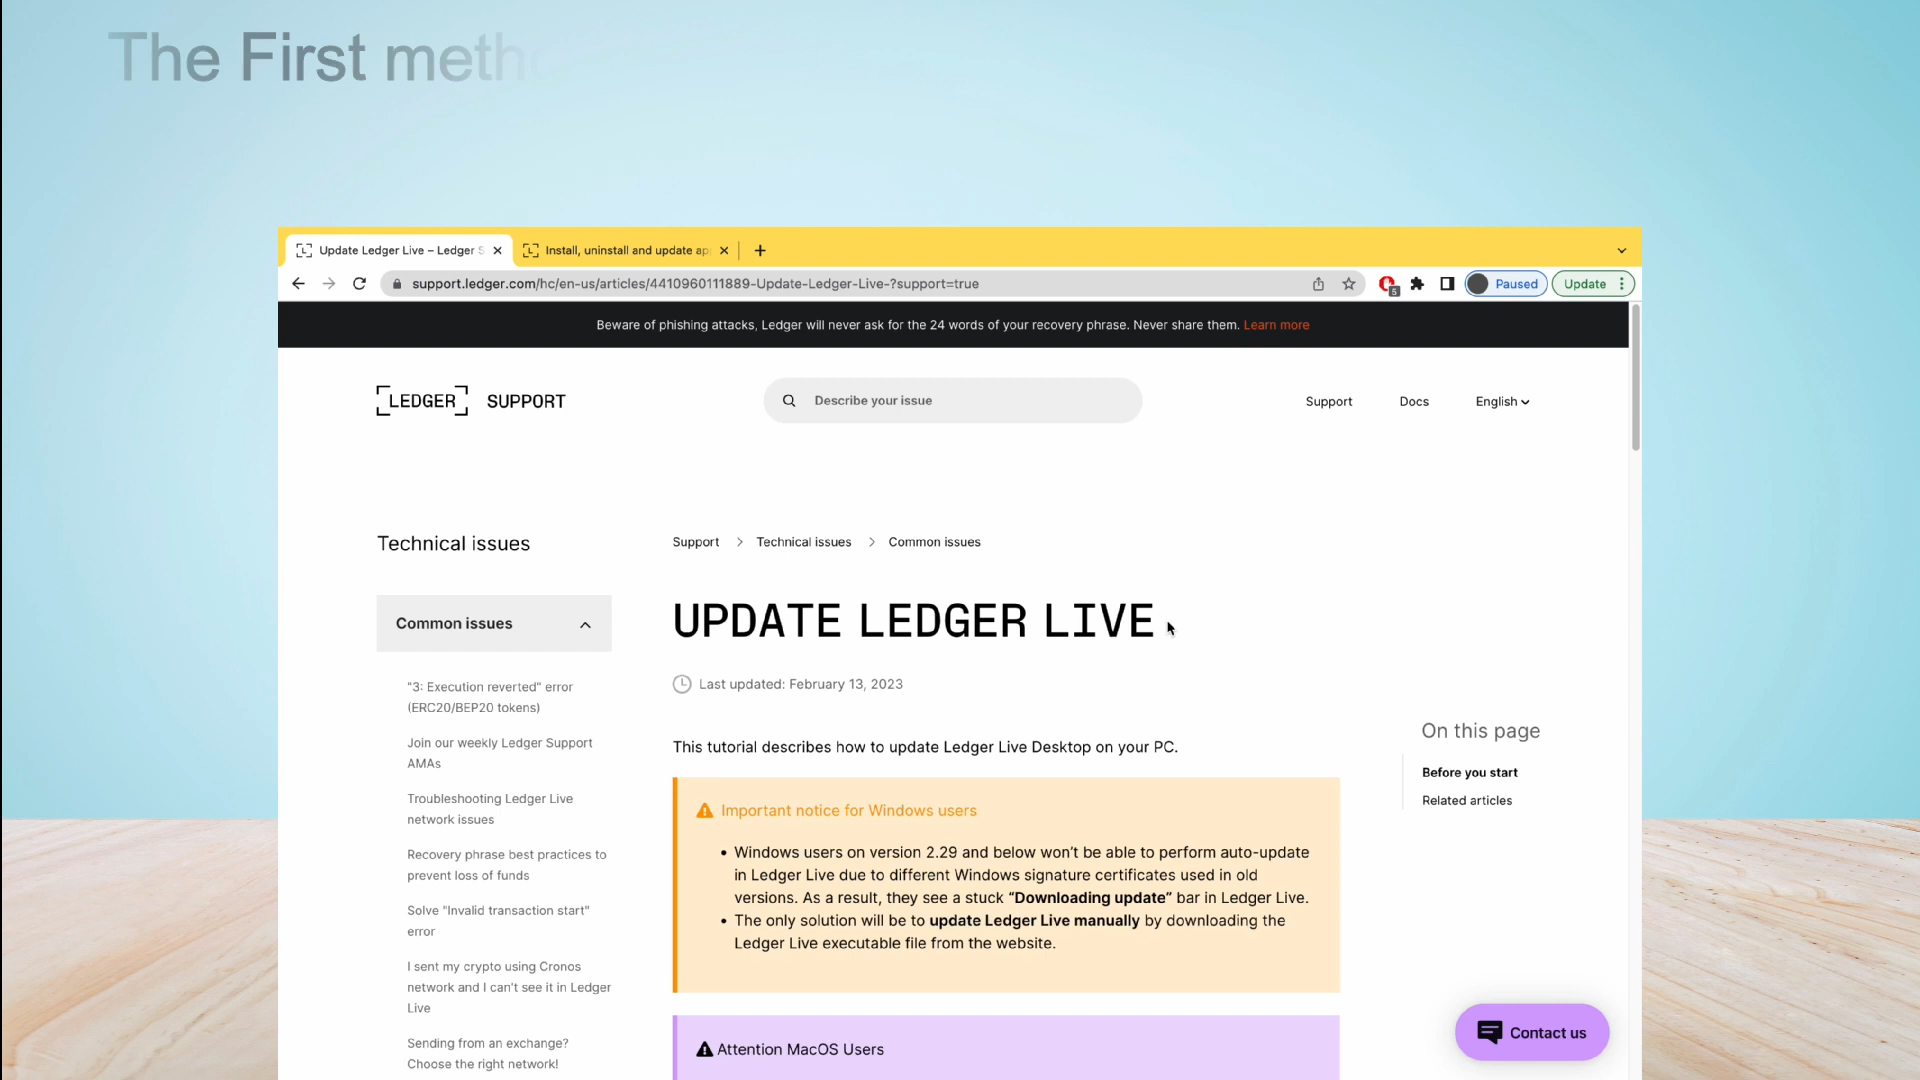 The First meth
Update Ledger Live – Ledger S
Install, uninstall and update ap
support.ledger.com/hc/en-us/articles/4410960111889-Update-Ledger-Live-?support=true
5
Paused
Update
Beware of phishing attacks, Ledger will never ask for the 24 words of your recovery phrase. Never share them. Learn more
LEDGER SUPPORT
Describe your issue
Support
Docs
English
Technical issues
Common issues
"3: Execution reverted" error
(ERC20/BEP20 tokens)
Join our weekly Ledger Support
AMAs
Troubleshooting Ledger Live
network issues
Recovery phrase best practices to
prevent loss of funds
Solve "Invalid transaction start"
error
I sent my crypto using Cronos
network and I can't see it in Ledger
Live
Sending from an exchange?
Choose the right network!
Support > Technical issues > Common issues
UPDATE LEDGER LIVE
Last updated: February 13, 2023
This tutorial describes how to update Ledger Live Desktop on your PC.
Important notice for Windows users
• Windows users on version 2.29 and below won't be able to perform auto-update
in Ledger Live due to different Windows signature certificates used in old
versions. As a result, they see a stuck “Downloading update” bar in Ledger Live.
• The only solution will be to update Ledger Live manually by downloading the
Ledger Live executable file from the website.
Attention MacOS Users
On this page
Before you start
Related articles
Contact us